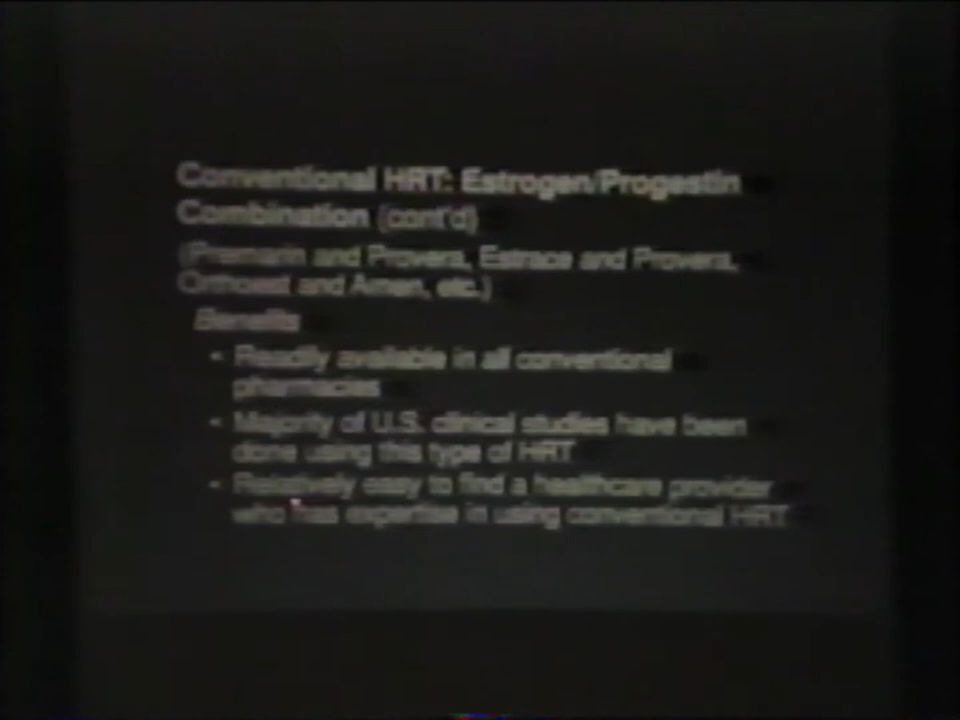 Conventional HRT: Estrogen/Progestin
Combination (cont'd)
(Premarin and Provera, Estrace and Provera,
Orthoest and Amen, etc.)
Benefits
• Readily available in all conventional
pharmacies
• Majority of U.S. clinical studies have been
done using this type of HRT
• Relatively easy to find a healthcare provider
who has expertise in using conventional HRT